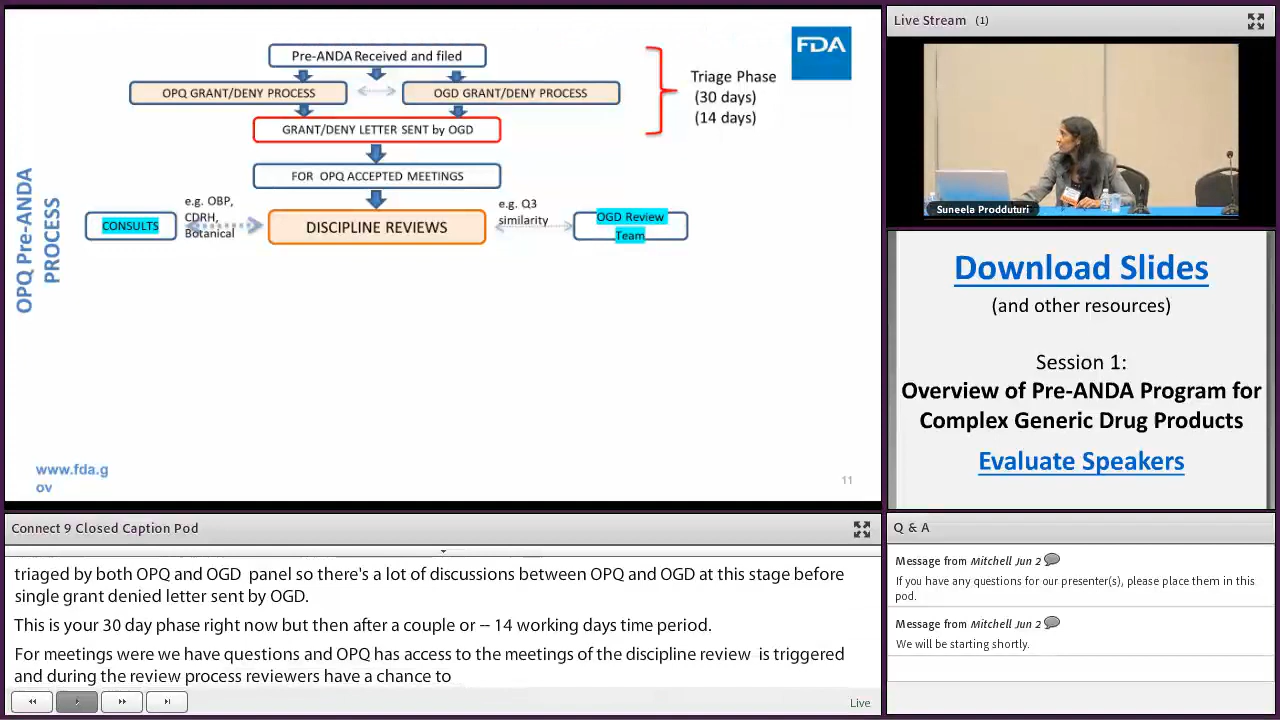 Pre-ANDA Received and filed
FDA
OPQ GRANT/DENY PROCESS
OGD GRANT/DENY PROCESS
Triage Phase
(30 days)
(14 days)
GRANT/DENY LETTER SENT by OGD
FOR OPQ ACCEPTED MEETINGS
OPQ Pre-ANDA
PROCESS
CONSULTS
e.g. OBP,
CDRH,
Botanical
DISCIPLINE REVIEWS
e.g. Q3
similarity
OGD Review
Team
www.fda.g
ov
11
Live Stream (1)
Suneela Prodduturi
Download Slides
(and other resources)
Session 1:
Overview of Pre-ANDA Program for
Complex Generic Drug Products
Evaluate Speakers
Connect 9 Closed Caption Pod
triaged by both OPQ and OGD panel so there's a lot of discussions between OPQ and OGD at this stage before
single grant denied letter sent by OGD.
This is your 30 day phase right now but then after a couple or -- 14 working days time period.
For meetings were we have questions and OPQ has access to the meetings of the discipline review is triggered
and during the review process reviewers have a chance to
Live
Q & A
Message from Mitchell Jun 2
If you have any questions for our presenter(s), please place them in this
pod.
Message from Mitchell Jun 2
We will be starting shortly.